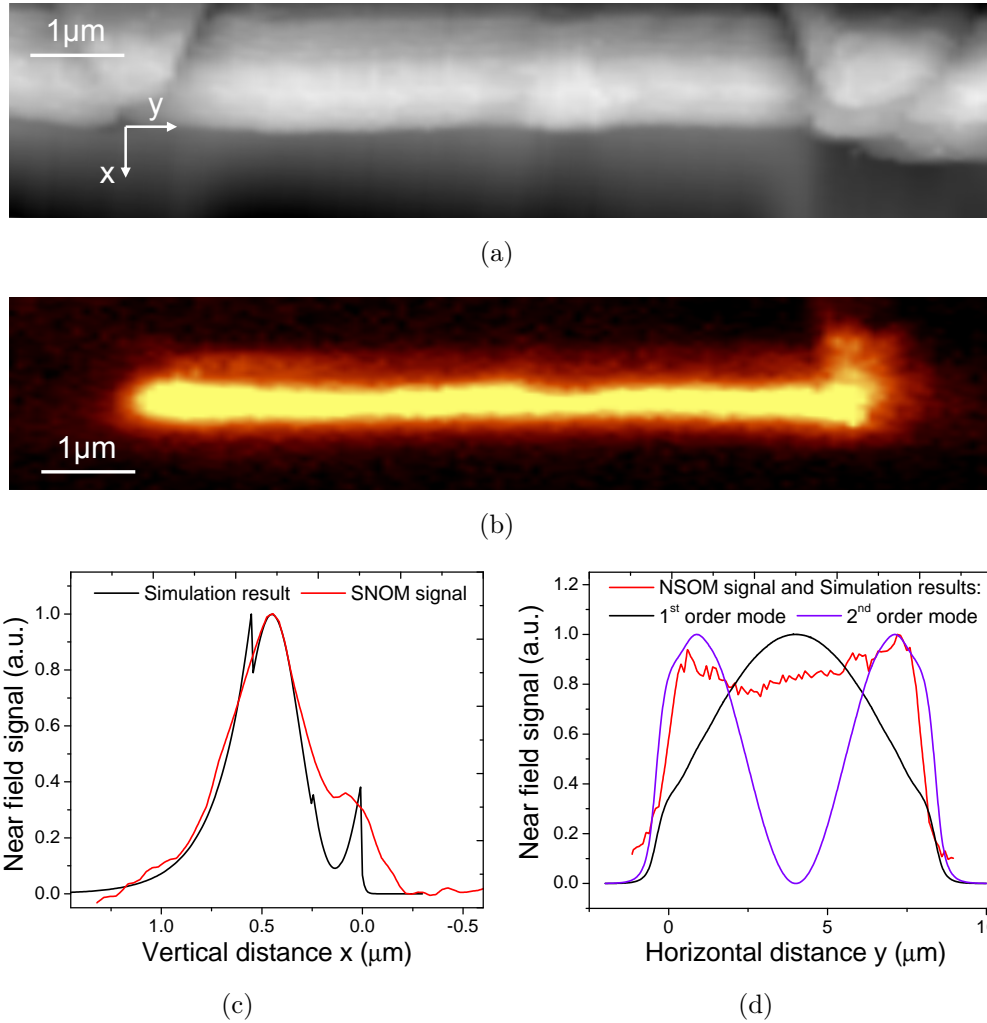 1μm
y
x
(a)
1μm
(b)
Simulation result SNOM signal
1.0
0.8
0.6
0.4
0.2
0.0
Near field signal (a.u.)
1.0 0.5 0.0 -0.5
Vertical distance x (μm)
(c)
NSOM signal and Simulation results:
1st order mode 2nd order mode
1.2
1.0
0.8
0.6
0.4
0.2
0.0
Near field signal (a.u.)
0 5 10
Horizontal distance y (μm)
(d)